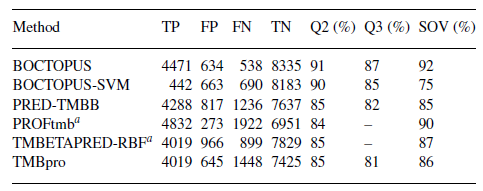 Method TP FP FN TN Q2 (%) Q3 (%) SOV (%)
BOCTOPUS 4471 634 538 8335 91 87 92
BOCTOPUS-SVM 442 663 690 8183 90 85 75
PRED-TMBB 4288 817 1236 7637 85 82 85
PROFtmbᵃ 4832 273 1922 6951 84 – 90
TMBETAPRED-RBFᵃ 4019 966 899 7829 85 – 87
TMBpro 4019 645 1448 7425 85 81 86